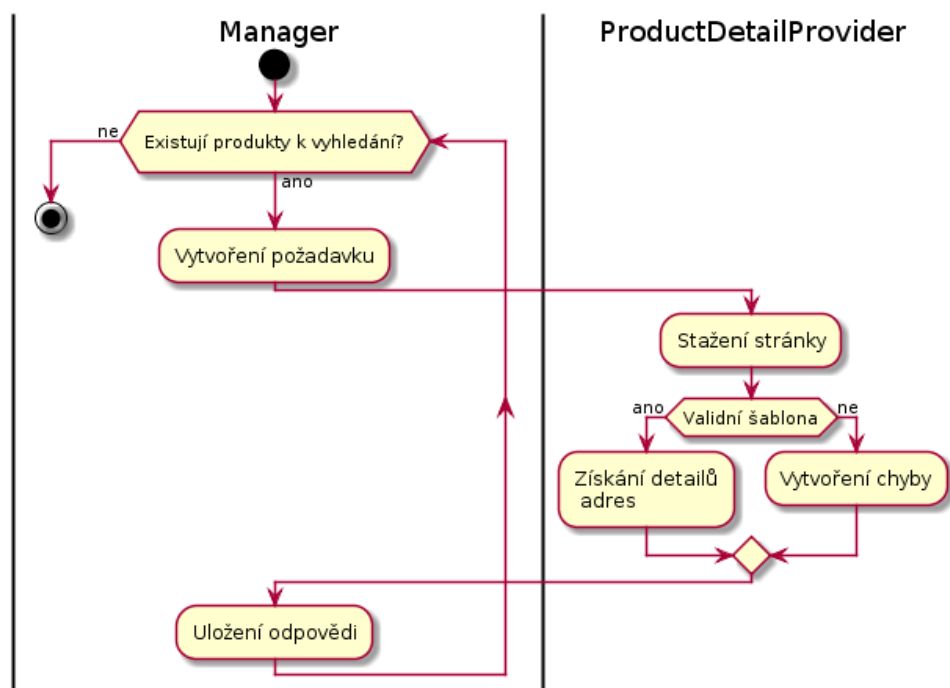 Manager
ProductDetailProvider
Existují produkty k vyhledání?
ne
ano
Vytvoření požadavku
Stažení stránky
Validní šablona
ano
ne
Získání detailů
adres
Vytvoření chyby
Uložení odpovědi